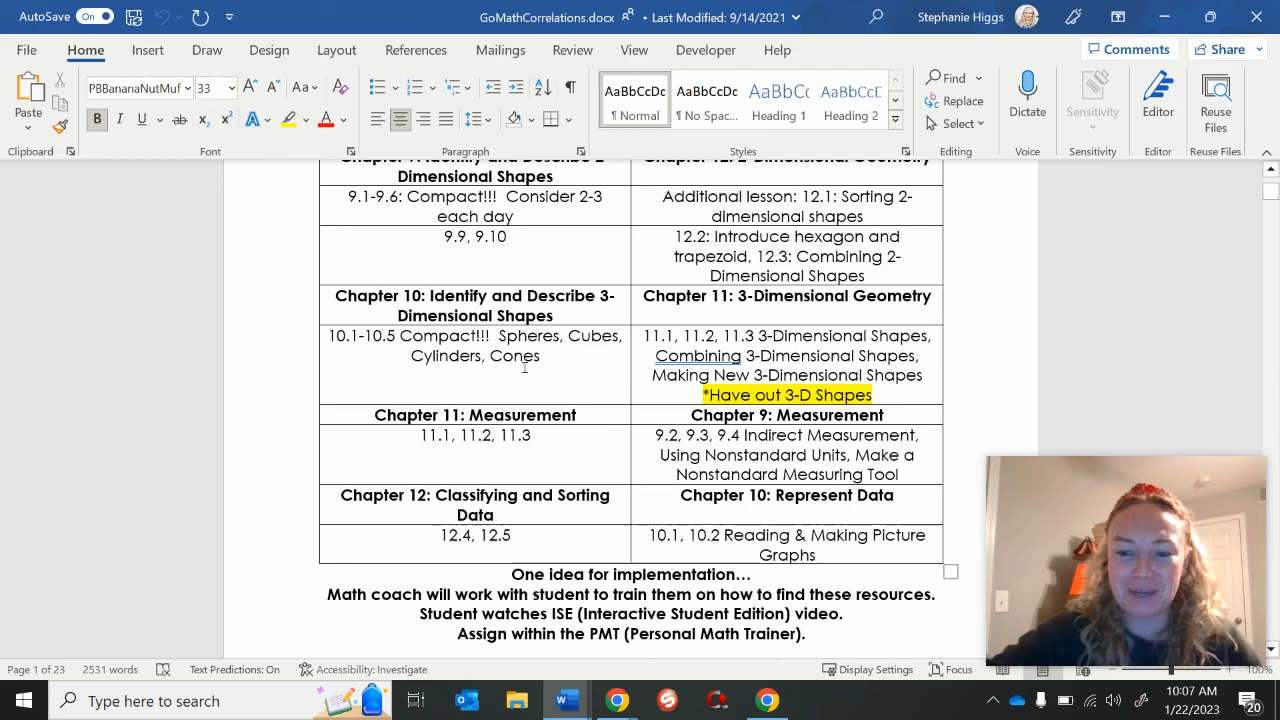 AutoSave On GoMathCorrelations.docx Last Modified: 9/14/2021 Stephanie Higgs
File Home Insert Draw Design Layout References Mailings Review View Developer Help Comments Share
PBBananaNutMuf 33 Aa
Paste
B I U ab x₂ x² A A
AaBbCcDc AaBbCcDc AaBbCc AaBbCcD
¶ Normal ¶ No Spac... Heading 1 Heading 2
Find
Replace
Select
Dictate Sensitivity Editor Reuse Files
Clipboard Font Paragraph Styles Editing Voice Sensitivity Editor Reuse Files
Dimensional Shapes
9.1-9.6: Compact!!! Consider 2-3 each day
Additional lesson: 12.1: Sorting 2-dimensional shapes
9.9, 9.10
12.2: Introduce hexagon and
trapezoid, 12.3: Combining 2-
Dimensional Shapes
Chapter 10: Identify and Describe 3-
Dimensional Shapes
Chapter 11: 3-Dimensional Geometry
10.1-10.5 Compact!!! Spheres, Cubes,
Cylinders, Cones
11.1, 11.2, 11.3 3-Dimensional Shapes,
Combining 3-Dimensional Shapes,
Making New 3-Dimensional Shapes
*Have out 3-D Shapes
Chapter 11: Measurement
Chapter 9: Measurement
11.1, 11.2, 11.3
9.2, 9.3, 9.4 Indirect Measurement,
Using Nonstandard Units, Make a
Nonstandard Measuring Tool
Chapter 12: Classifying and Sorting
Data
Chapter 10: Represent Data
12.4, 12.5
10.1, 10.2 Reading & Making Picture
Graphs
One idea for implementation…
Math coach will work with student to train them on how to find these resources.
Student watches ISE (Interactive Student Edition) video.
Assign within the PMT (Personal Math Trainer).
Page 1 of 23 2531 words Text Predictions: On Accessibility: Investigate Display Settings Focus 100%
Type here to search
10:07 AM
1/22/2023
20